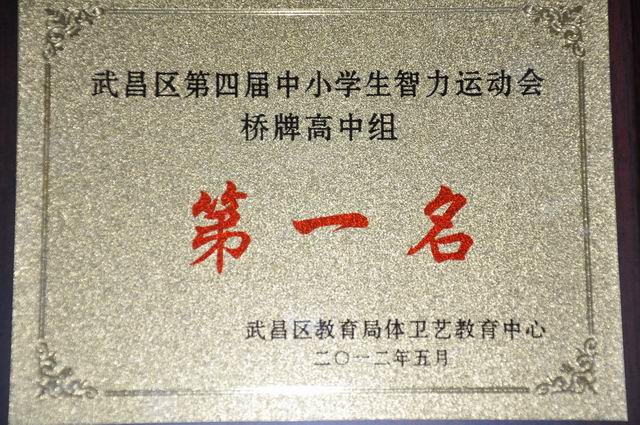 武昌区第四届中小学生智力运动会
桥牌高中组
第一名
武昌区教育局体卫艺教育中心
二〇一二年五月